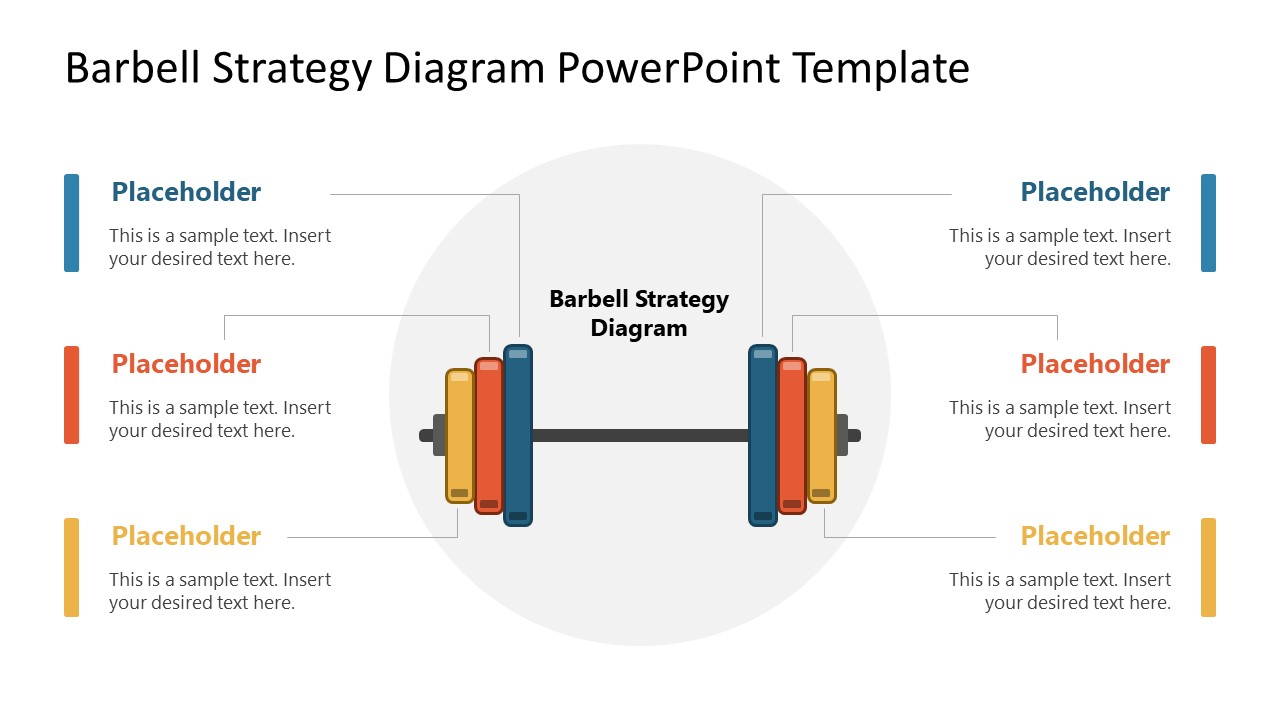 Barbell Strategy Diagram PowerPoint Template
Placeholder
This is a sample text. Insert
your desired text here.
Placeholder
This is a sample text. Insert
your desired text here.
Placeholder
This is a sample text. Insert
your desired text here.
Barbell Strategy
Diagram
Placeholder
This is a sample text. Insert
your desired text here.
Placeholder
This is a sample text. Insert
your desired text here.
Placeholder
This is a sample text. Insert
your desired text here.